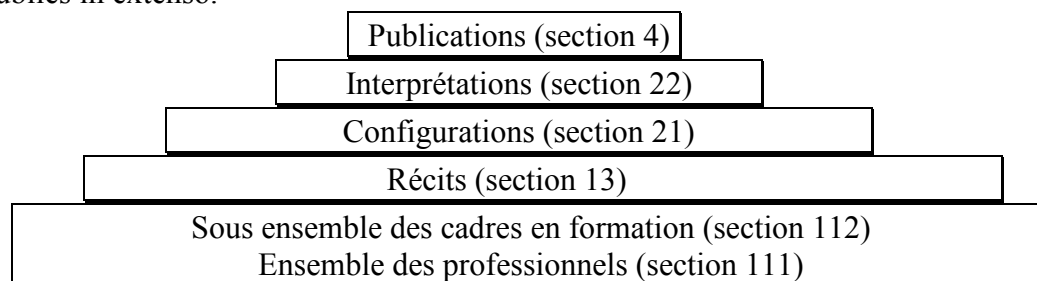 in extenso.
Publications (section 4)
Interprétations (section 22)
Configurations (section 21)
Récits (section 13)
Sous ensemble des cadres en formation (section 112)
Ensemble des professionnels (section 111)